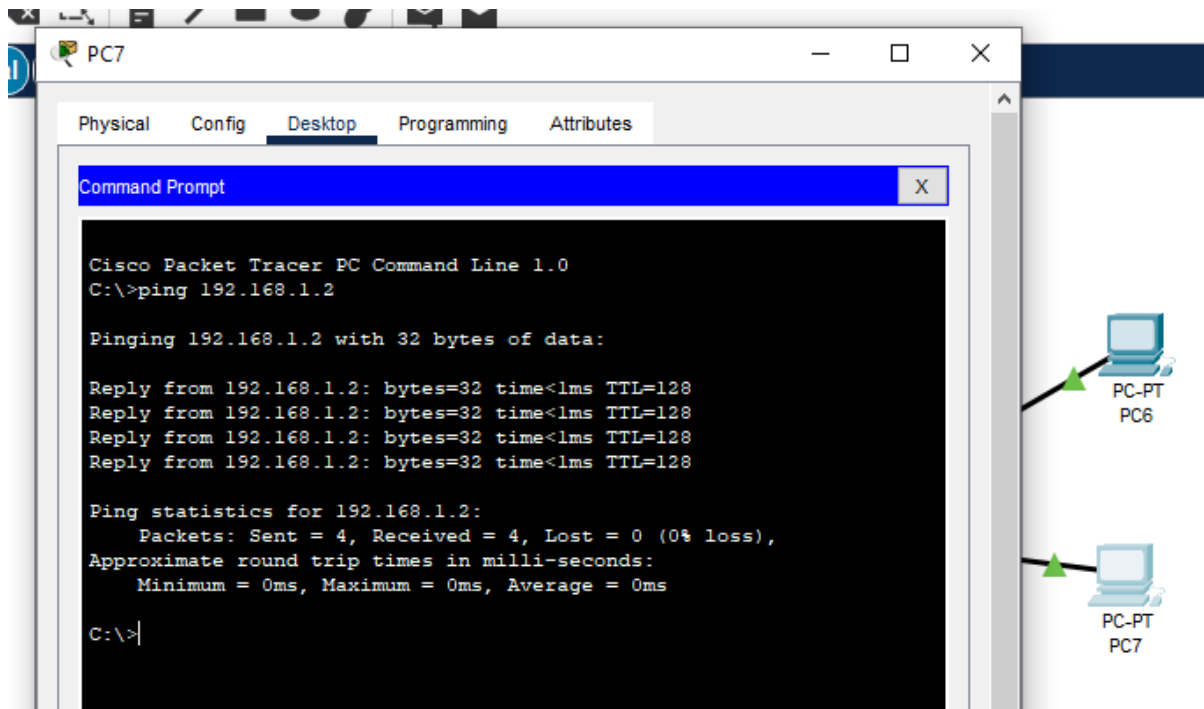 PC7
Physical Config Desktop Programming Attributes
Command Prompt
X
Cisco Packet Tracer PC Command Line 1.0
C:\>ping 192.168.1.2
Pinging 192.168.1.2 with 32 bytes of data:
Reply from 192.168.1.2: bytes=32 time<1ms TTL=128
Reply from 192.168.1.2: bytes=32 time<1ms TTL=128
Reply from 192.168.1.2: bytes=32 time<1ms TTL=128
Reply from 192.168.1.2: bytes=32 time<1ms TTL=128
Ping statistics for 192.168.1.2:
Packets: Sent = 4, Received = 4, Lost = 0 (0% loss),
Approximate round trip times in milli-seconds:
Minimum = 0ms, Maximum = 0ms, Average = 0ms
C:\>
PC-PT
PC6
PC-PT
PC7